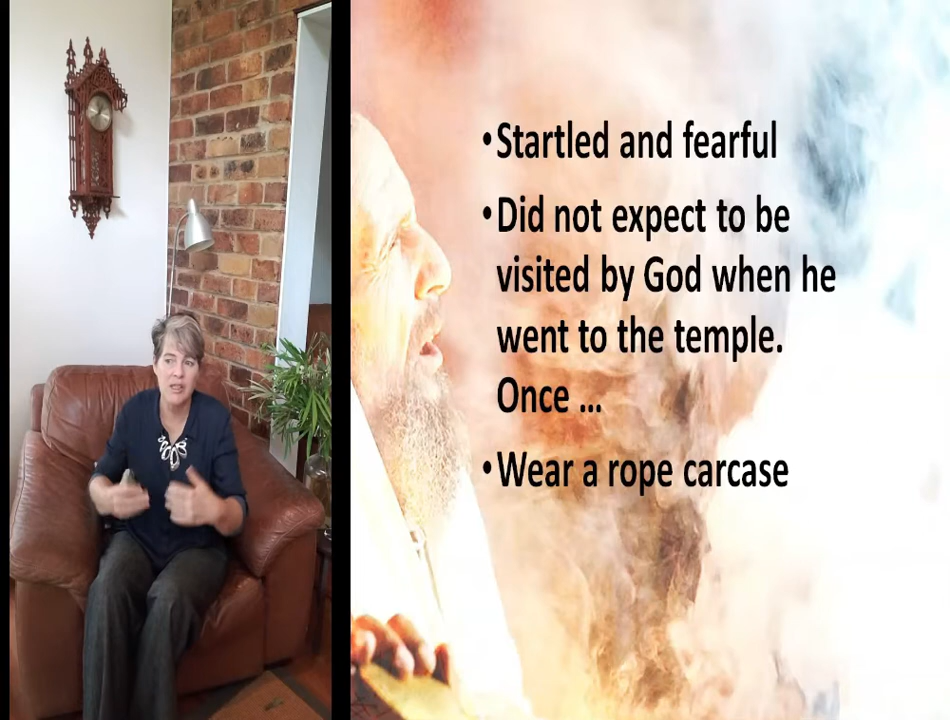 •Startled and fearful
•Did not expect to be
visited by God when he
went to the temple.
Once ...
•Wear a rope carcase